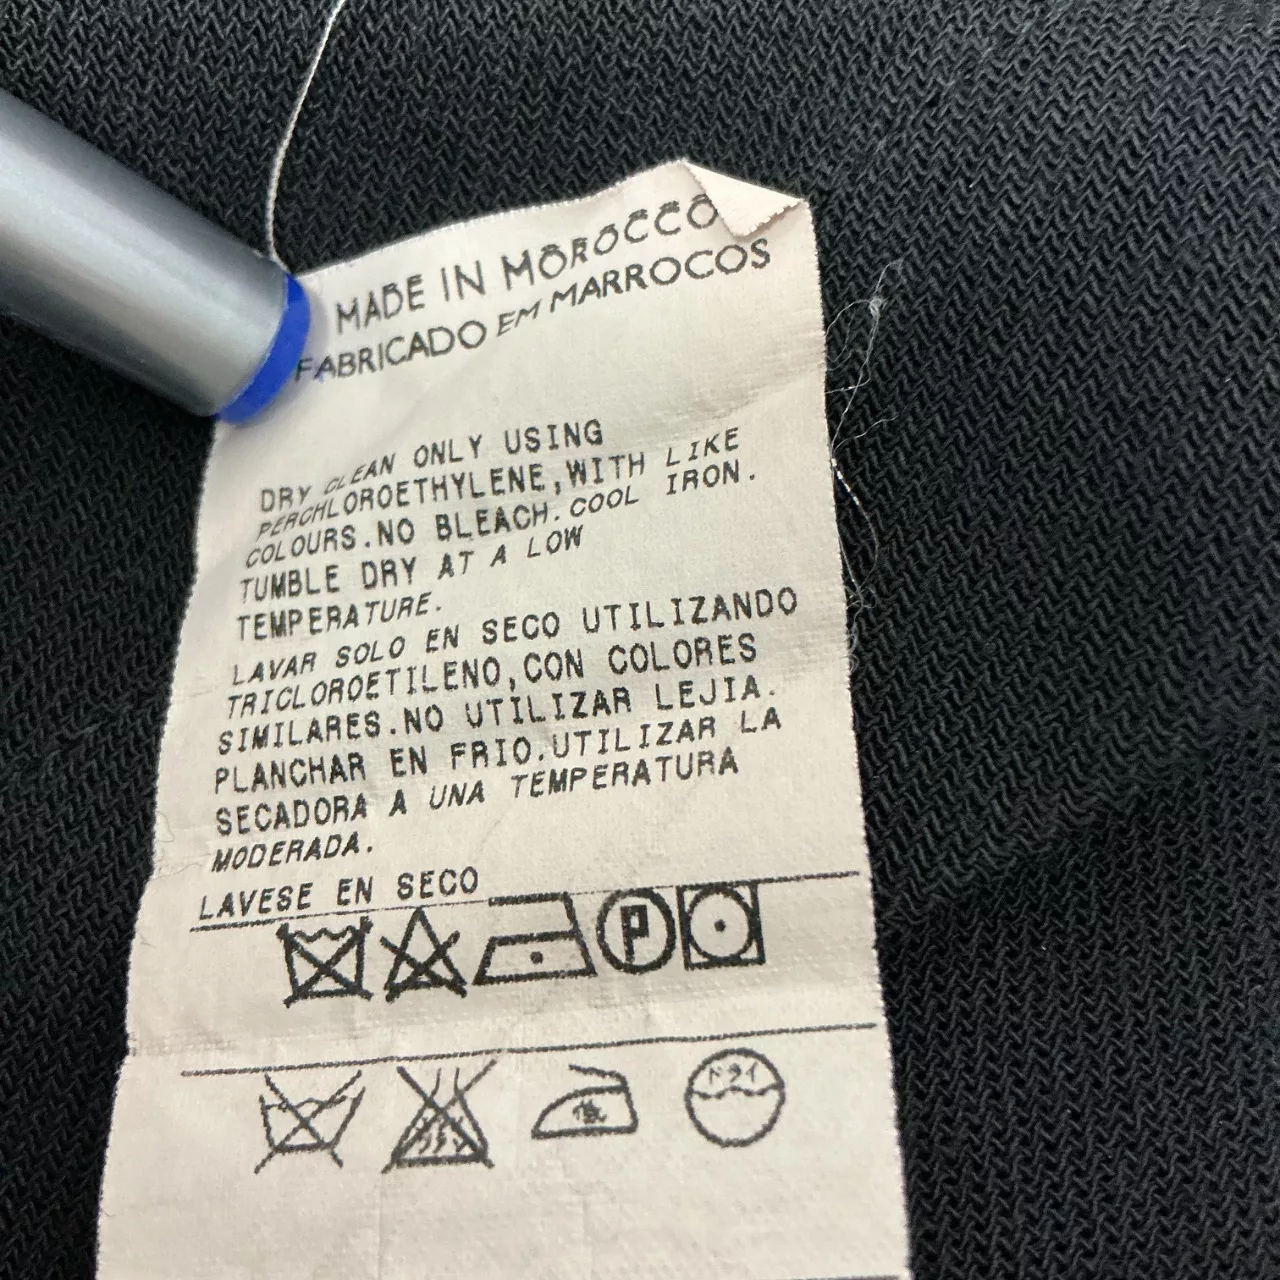 MADE IN MOROCCO
FABRICADO EM MARROCOS
DRY CLEAN ONLY USING
PERCHLOROETHYLENE,WITH LIKE
COLOURS.NO BLEACH.COOL IRON.
TUMBLE DRY AT A LOW
TEMPERATURE.
LAVAR SOLO EN SECO UTILIZANDO
TRICLOROETILENO,CON COLORES
SIMILARES.NO UTILIZAR LEJIA.
PLANCHAR EN FRIO.UTILIZAR LA
SECADORA A UNA TEMPERATURA
MODERADA.
LAVESE EN SECO
P
低
ドライ